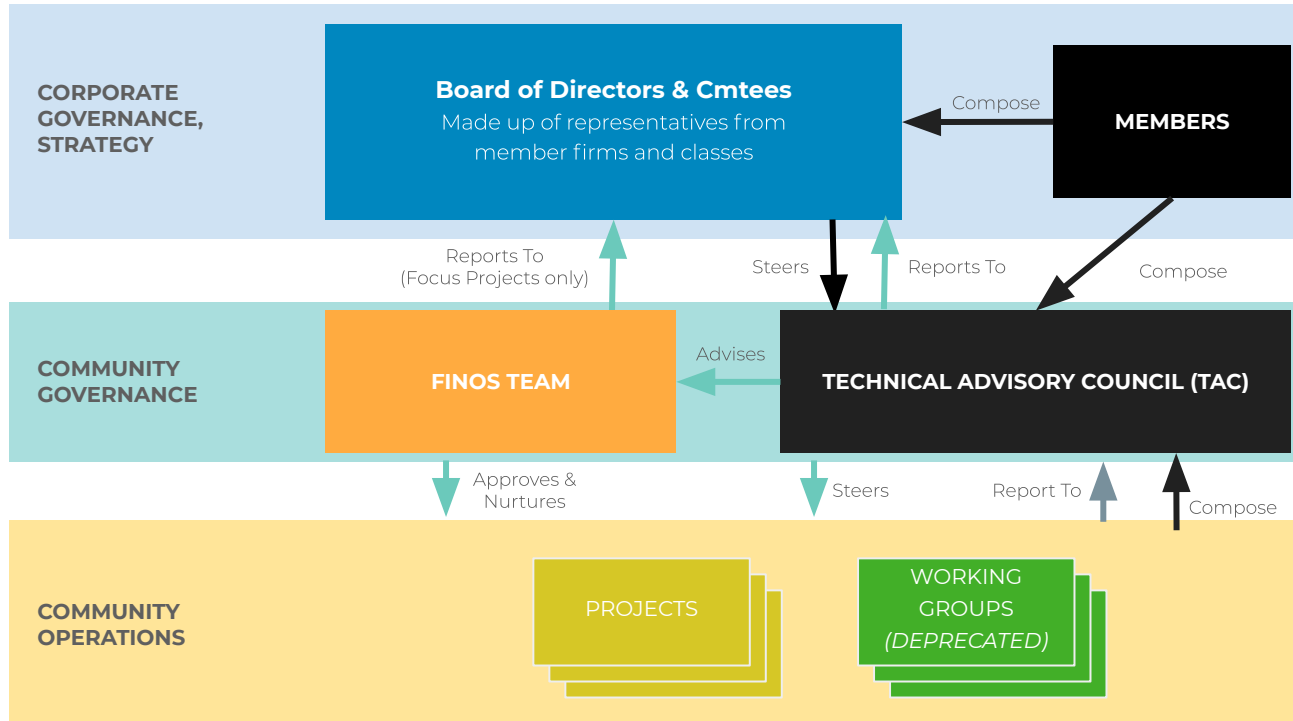 CORPORATE
GOVERNANCE,
STRATEGY
Board of Directors & Cmtees
Made up of representatives from
member firms and classes
Compose
MEMBERS
Reports To
(Focus Projects only)
Steers
Reports To
Compose
COMMUNITY
GOVERNANCE
FINOS TEAM
Advises
TECHNICAL ADVISORY COUNCIL (TAC)
Approves &
Nurtures
Steers
Report To
Compose
COMMUNITY
OPERATIONS
PROJECTS
WORKING
GROUPS
(DEPRECATED)